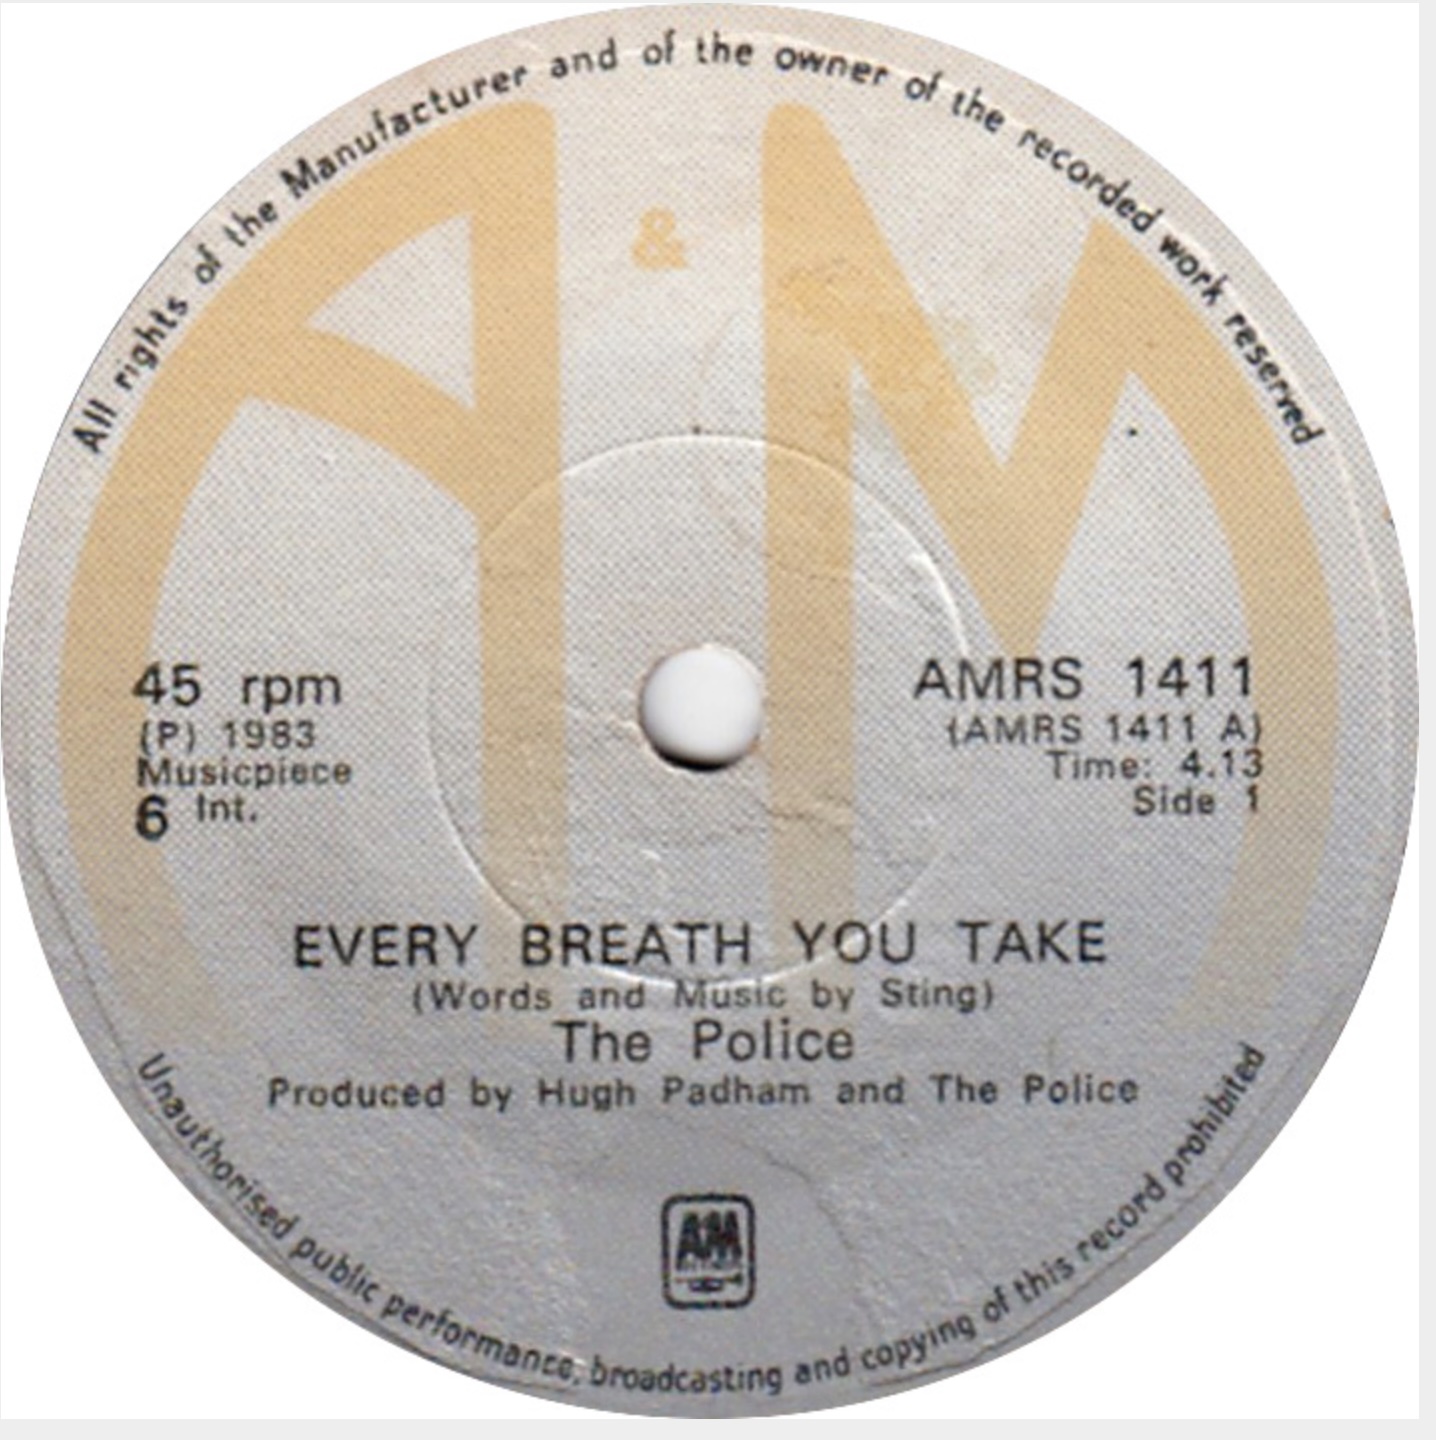 All rights of the Manufacturer and of the owner of the recorded work reserved
A & M
45 rpm
(P) 1983
Musicpiece
6 Int.
AMRS 1411
(AMRS 1411 A)
Time: 4.13
Side 1
EVERY BREATH YOU TAKE
(Words and Music by Sting)
The Police
Produced by Hugh Padham and The Police
AM
Unauthorised public performance, broadcasting and copying of this record prohibited